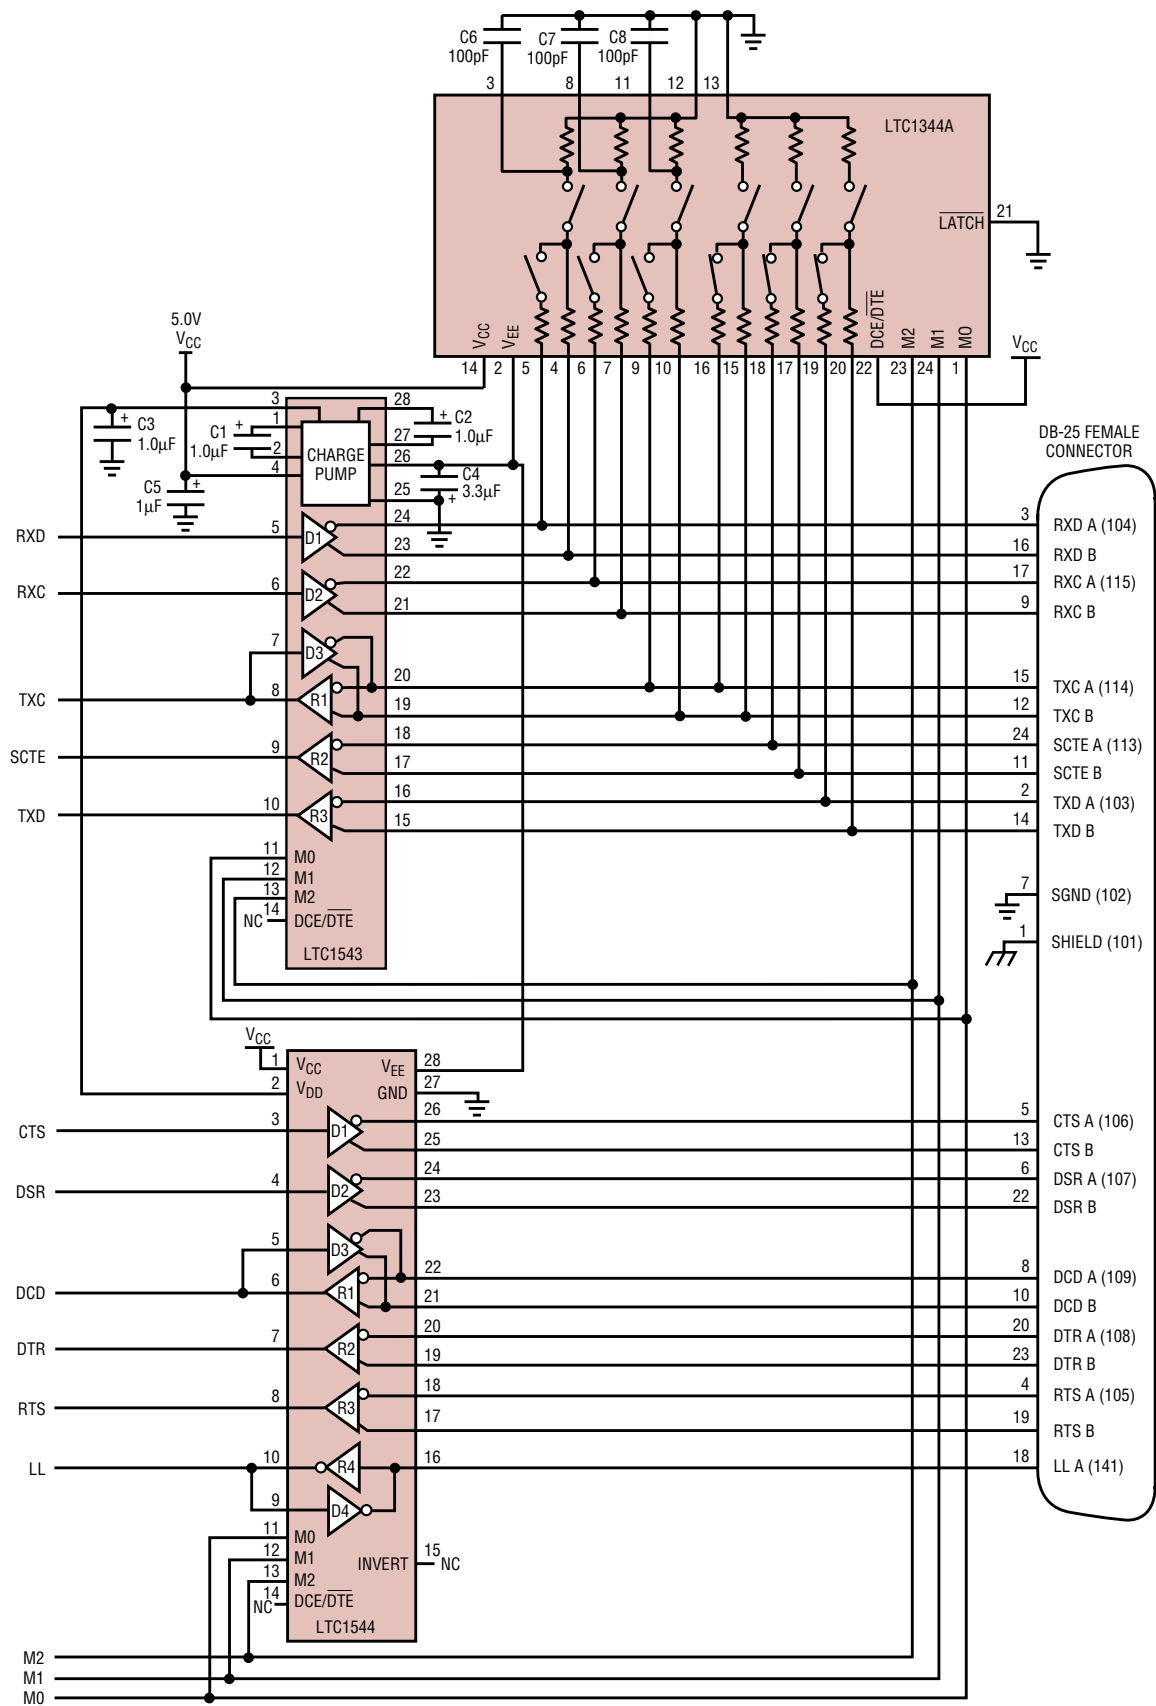 C6
100pF
C7
100pF
C8
100pF
3
8
11
12
13
LTC1344A
LATCH
21
5.0V
VCC
VCC
VEE
DCE/DTE
M2
M1
M0
VCC
14
2
5
4
6
7
9
10
16
15
18
17
19
20
22
23
24
1
DB-25 FEMALE
CONNECTOR
3
28
+
C3
1.0µF
1
+
C1
1.0µF
2
4
CHARGE
PUMP
27
+
C2
1.0µF
26
C4
3.3µF
+
25
C5
1µF
+
RXD
5
D1
24
3
RXD A (104)
23
16
RXD B
RXC
6
D2
22
17
RXC A (115)
21
9
RXC B
7
D3
TXC
8
R1
20
15
TXC A (114)
19
12
TXC B
SCTE
9
R2
18
24
SCTE A (113)
17
11
SCTE B
TXD
10
R3
16
2
TXD A (103)
15
14
TXD B
11
M0
12
M1
13
M2
NC
14
DCE/DTE
LTC1543
7
SGND (102)
1
SHIELD (101)
VCC
1
VCC
VEE
28
2
VDD
GND
27
CTS
3
D1
26
5
CTS A (106)
25
13
CTS B
DSR
4
D2
24
6
DSR A (107)
23
22
DSR B
5
D3
DCD
6
R1
22
8
DCD A (109)
21
10
DCD B
DTR
7
R2
20
20
DTR A (108)
19
23
DTR B
RTS
8
R3
18
4
RTS A (105)
17
19
RTS B
LL
10
R4
16
18
LL A (141)
9
D4
11
M0
12
M1
13
M2
NC
14
DCE/DTE
INVERT
15
NC
LTC1544
M2
M1
M0